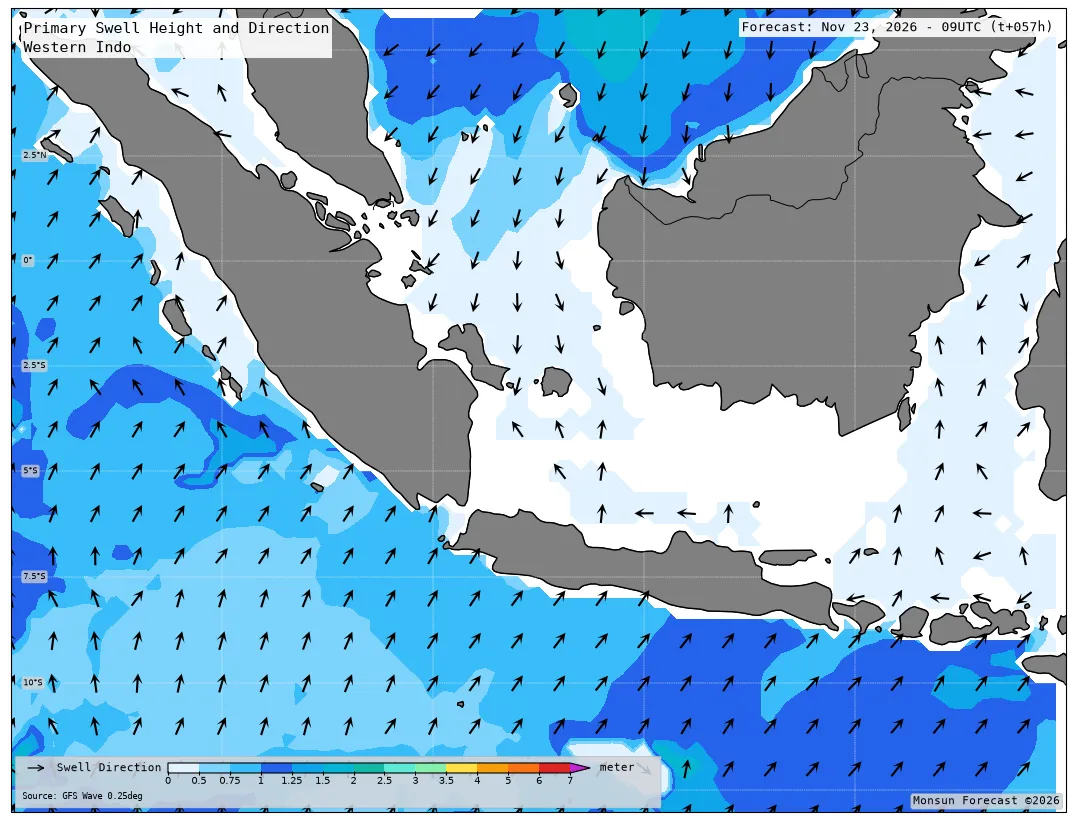 Primary Swell Height and Direction
Western Indo
Forecast: Nov 23, 2026 - 09UTC (t+057h)
2.5°N
0°
2.5°S
5°S
7.5°S
10°S
Swell Direction
meter
0 0.5 0.75 1 1.25 1.5 2 2.5 3 3.5 4 5 6 7
Source: GFS Wave 0.25deg
Monsun Forecast ©2026